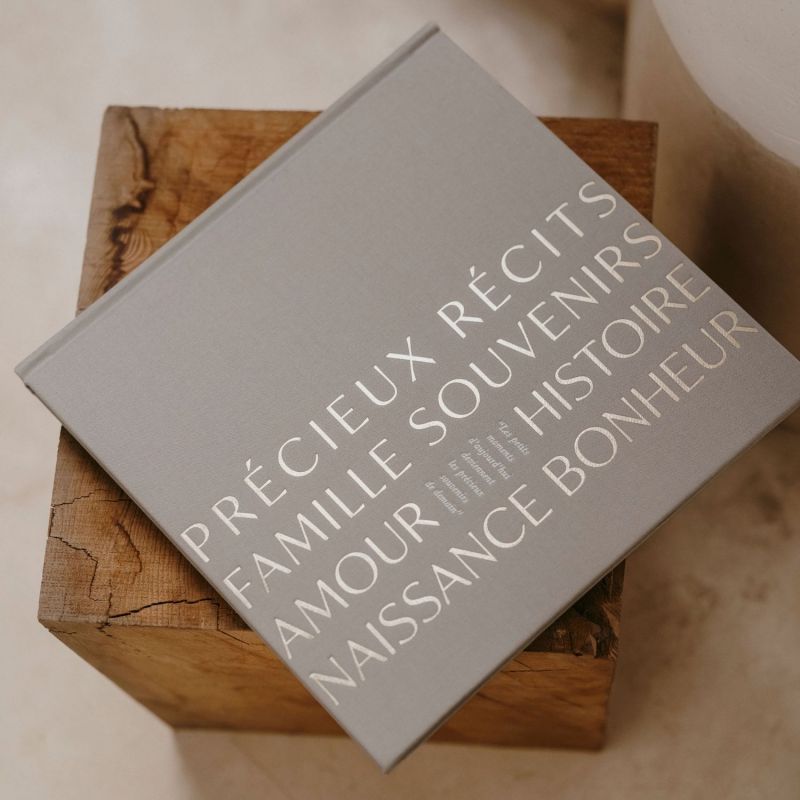 PRÉCIEUX RÉCITS
FAMILLE SOUVENIRS
AMOUR HISTOIRE
"Les petits
moments
d'aujourd'hui
deviennent
les précieux
souvenirs
de demain"
NAISSANCE BONHEUR